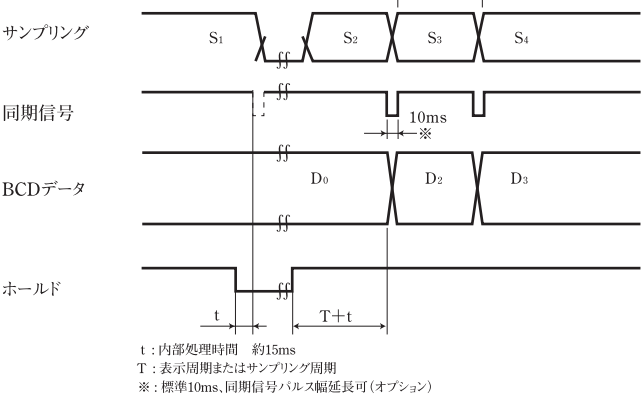 サンプリング S1 S2 S3 S4
同期信号
10ms
※
BCDデータ D0 D2 D3
ホールド
t T+t
t：内部処理時間　約15ms
T：表示周期またはサンプリング周期
※：標準10ms、同期信号パルス幅延長可（オプション）